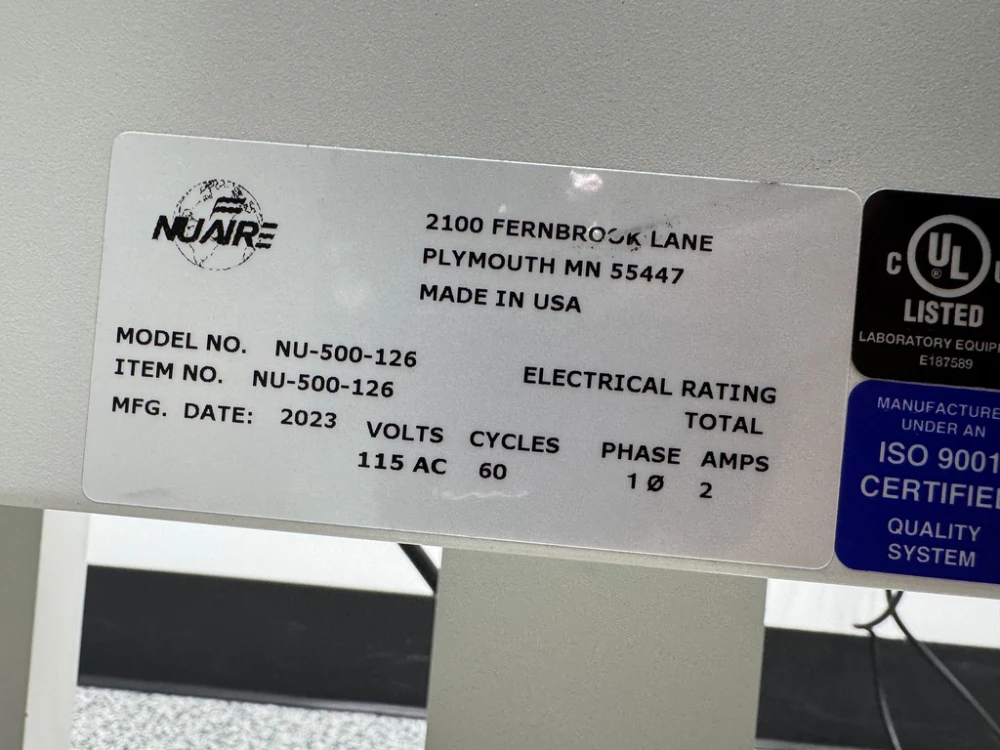 NUAIRE
2100 FERNBROOK LANE
PLYMOUTH MN 55447
MADE IN USA
MODEL NO. NU-500-126
ITEM NO. NU-500-126
MFG. DATE: 2023
ELECTRICAL RATING
TOTAL
VOLTS CYCLES PHASE AMPS
115 AC 60 1 Ø 2
C UL ®
LISTED
LABORATORY EQUIP
E187589
MANUFACTURE
UNDER AN
ISO 9001
CERTIFIE
QUALITY
SYSTEM